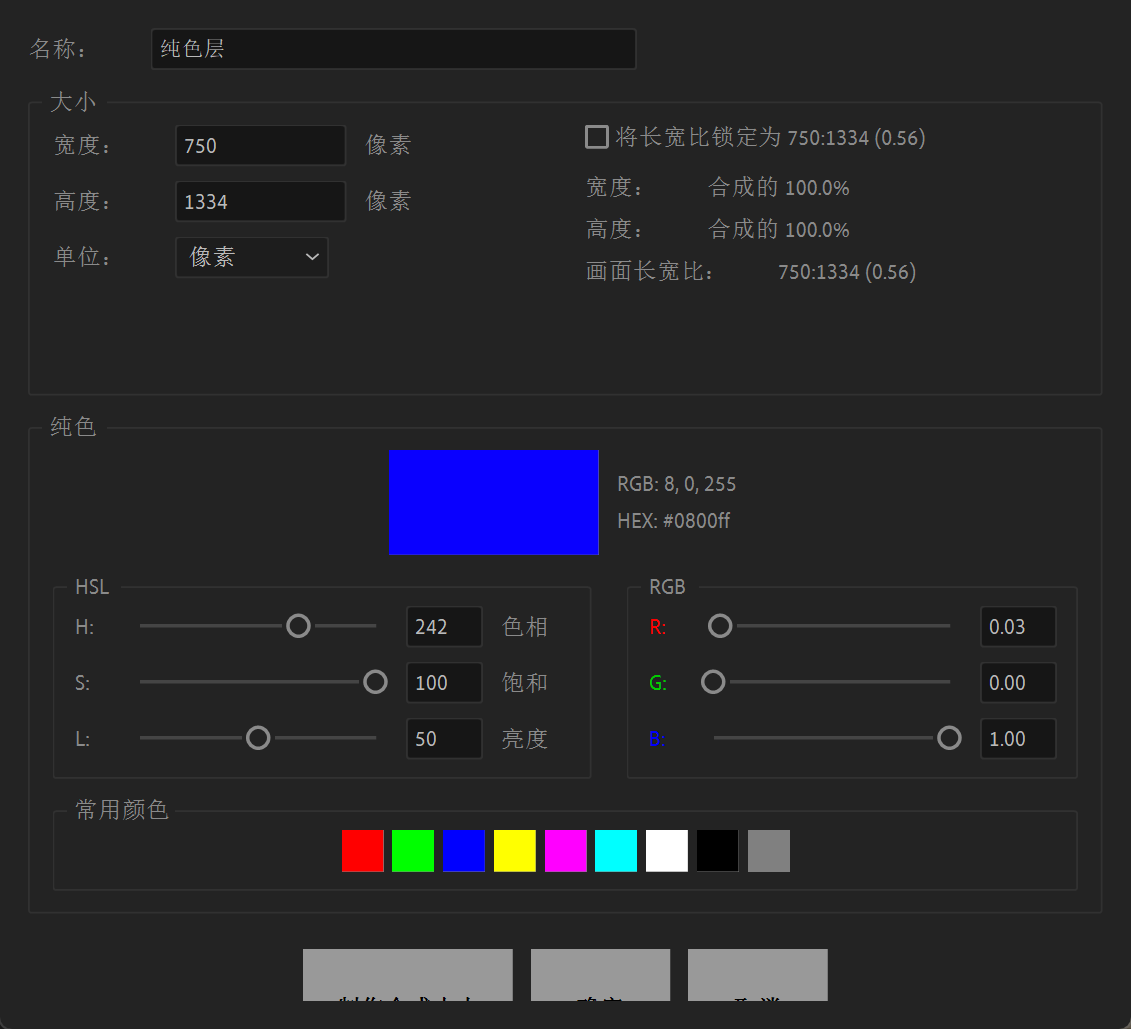 名称： 纯色层
大小
宽度： 750 像素
将长宽比锁定为 750:1334 (0.56)
高度： 1334 像素
宽度： 合成的 100.0%
高度： 合成的 100.0%
单位： 像素
画面长宽比： 750:1334 (0.56)
纯色
RGB: 8, 0, 255
HEX: #0800ff
HSL
H: 242 色相
S: 100 饱和
L: 50 亮度
RGB
R: 0.03
G: 0.00
B: 1.00
常用颜色